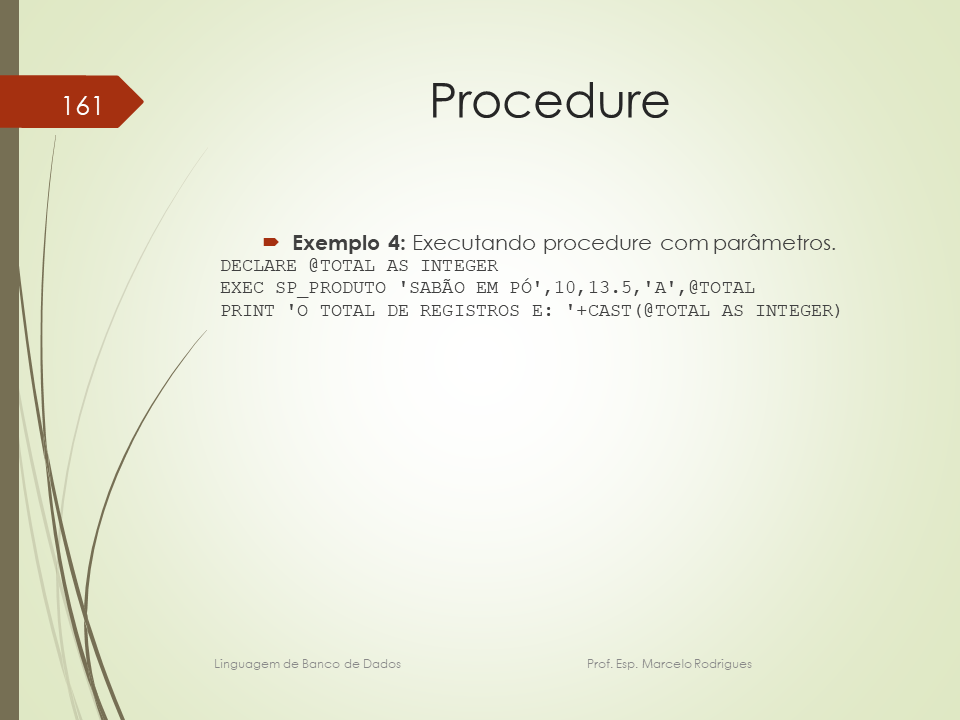 161
Procedure
Exemplo 4: Executando procedure com parâmetros.
DECLARE @TOTAL AS INTEGER
EXEC SP_PRODUTO 'SABÃO EM PÓ',10,13.5,'A',@TOTAL
PRINT 'O TOTAL DE REGISTROS E: '+CAST(@TOTAL AS INTEGER)
Linguagem de Banco de Dados
Prof. Esp. Marcelo Rodrigues